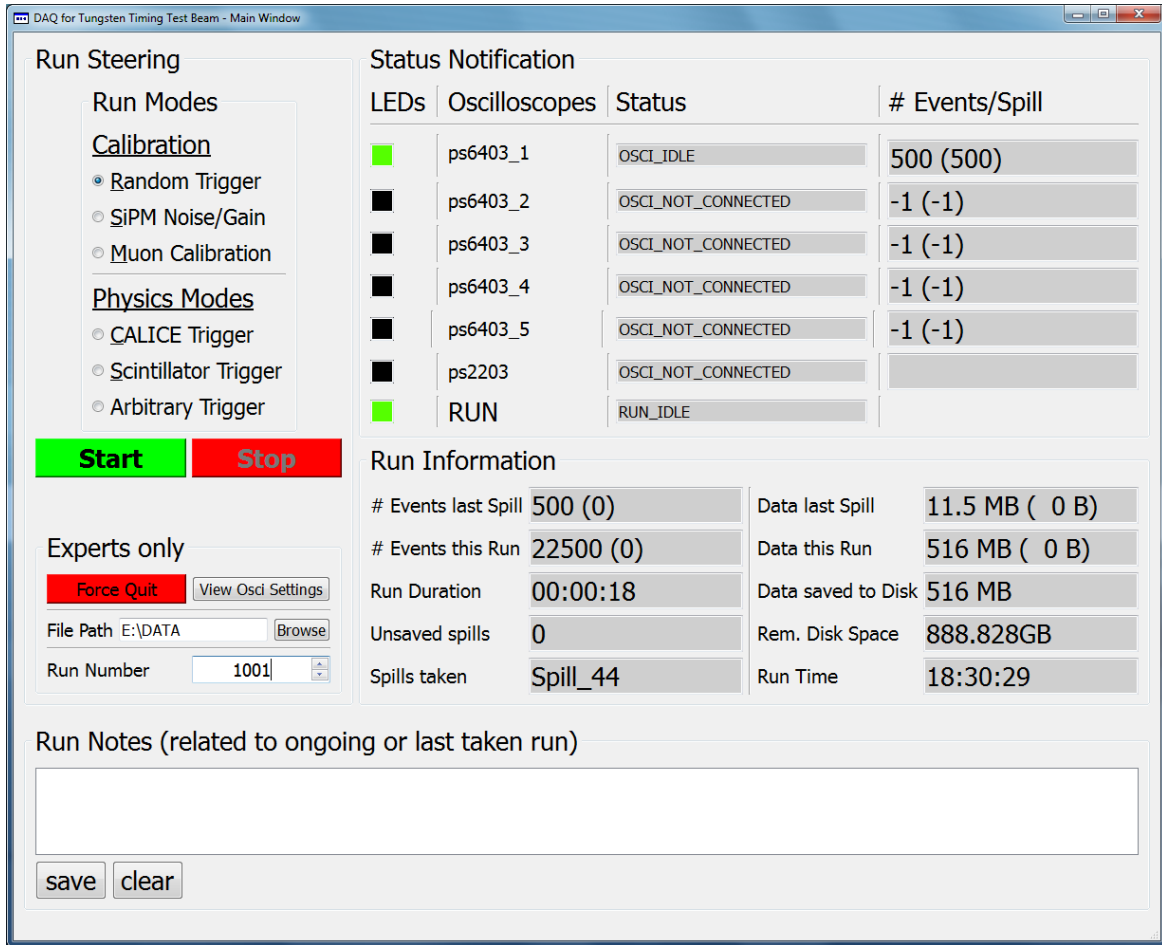 DAQ for Tungsten Timing Test Beam - Main Window
Run Steering
Run Modes
Calibration
Random Trigger
SiPM Noise/Gain
Muon Calibration
Physics Modes
CALICE Trigger
Scintillator Trigger
Arbitrary Trigger
Start Stop
Experts only
Force Quit View Osci Settings
File Path E:\DATA Browse
Run Number 1001
Status Notification
LEDs Oscilloscopes Status # Events/Spill
ps6403_1 OSCI_IDLE 500 (500)
ps6403_2 OSCI_NOT_CONNECTED -1 (-1)
ps6403_3 OSCI_NOT_CONNECTED -1 (-1)
ps6403_4 OSCI_NOT_CONNECTED -1 (-1)
ps6403_5 OSCI_NOT_CONNECTED -1 (-1)
ps2203 OSCI_NOT_CONNECTED
RUN RUN_IDLE
Run Information
# Events last Spill 500 (0) Data last Spill 11.5 MB (  0 B)
# Events this Run 22500 (0) Data this Run 516 MB (  0 B)
Run Duration 00:00:18 Data saved to Disk 516 MB
Unsaved spills 0 Rem. Disk Space 888.828GB
Spills taken Spill_44 Run Time 18:30:29
Run Notes (related to ongoing or last taken run)
save clear